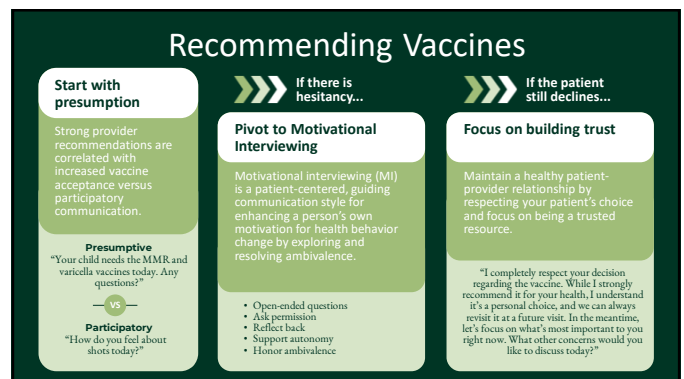 Recommending Vaccines
Start with
presumption
Strong provider
recommendations are
correlated with
increased vaccine
acceptance versus
participatory
communication.
Presumptive
“Your child needs the MMR and
varicella vaccines today. Any
questions?”
VS
Participatory
“How do you feel about
shots today?”
If there is
hesitancy...
Pivot to Motivational
Interviewing
Motivational interviewing (MI)
is a patient-centered, guiding
communication style for
enhancing a person’s own
motivation for health behavior
change by exploring and
resolving ambivalence.
• Open-ended questions
• Ask permission
• Reflect back
• Support autonomy
• Honor ambivalence
If the patient
still declines...
Focus on building trust
Maintain a healthy patient-
provider relationship by
respecting your patient’s choice
and focus on being a trusted
resource.
“I completely respect your decision
regarding the vaccine. While I strongly
recommend it for your health, I understand
it’s a personal choice, and we can always
revisit it at a future visit. In the meantime,
let’s focus on what’s most important to you
right now. What other concerns would you
like to discuss today?”